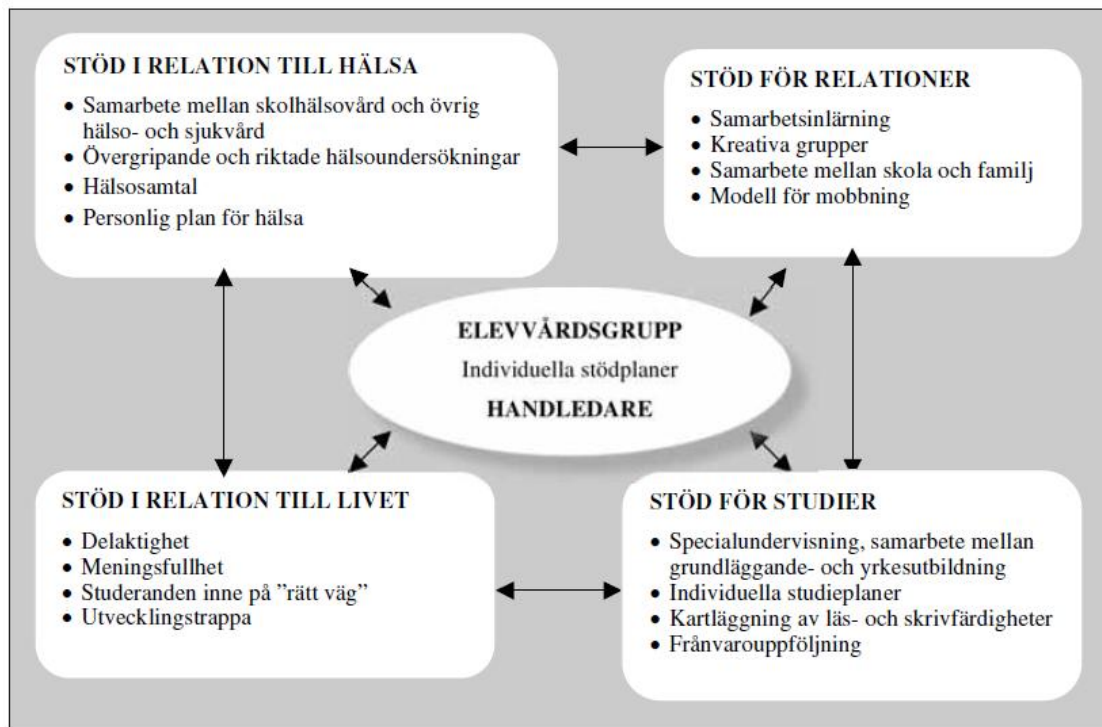 STÖD I RELATION TILL HÄLSA
• Samarbete mellan skolhälsovård och övrig
hälso- och sjukvård
• Övergripande och riktade hälsoundersökningar
• Hälsosamtal
• Personlig plan för hälsa
STÖD FÖR RELATIONER
• Samarbetsinlärning
• Kreativa grupper
• Samarbete mellan skola och familj
• Modell för mobbning
ELEVVÅRDSGRUPP
Individuella stödplaner
HANDLEDARE
STÖD I RELATION TILL LIVET
• Delaktighet
• Meningsfullhet
• Studeranden inne på ”rätt väg”
• Utvecklingstrappa
STÖD FÖR STUDIER
• Specialundervisning, samarbete mellan
grundläggande- och yrkesutbildning
• Individuella studieplaner
• Kartläggning av läs- och skrivfärdigheter
• Frånvarouppföljning